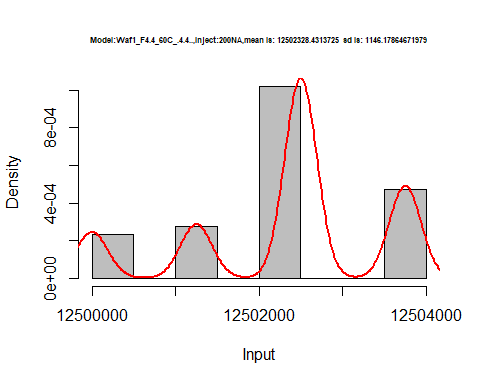 Model:Waf1_F4.4_60C_.4.4._,Inject:200NA,mean is: 12502328.4313725 sd is: 1146.17864671979
8e-04
Density
4e-04
0e+00
12500000 12502000 12504000
Input